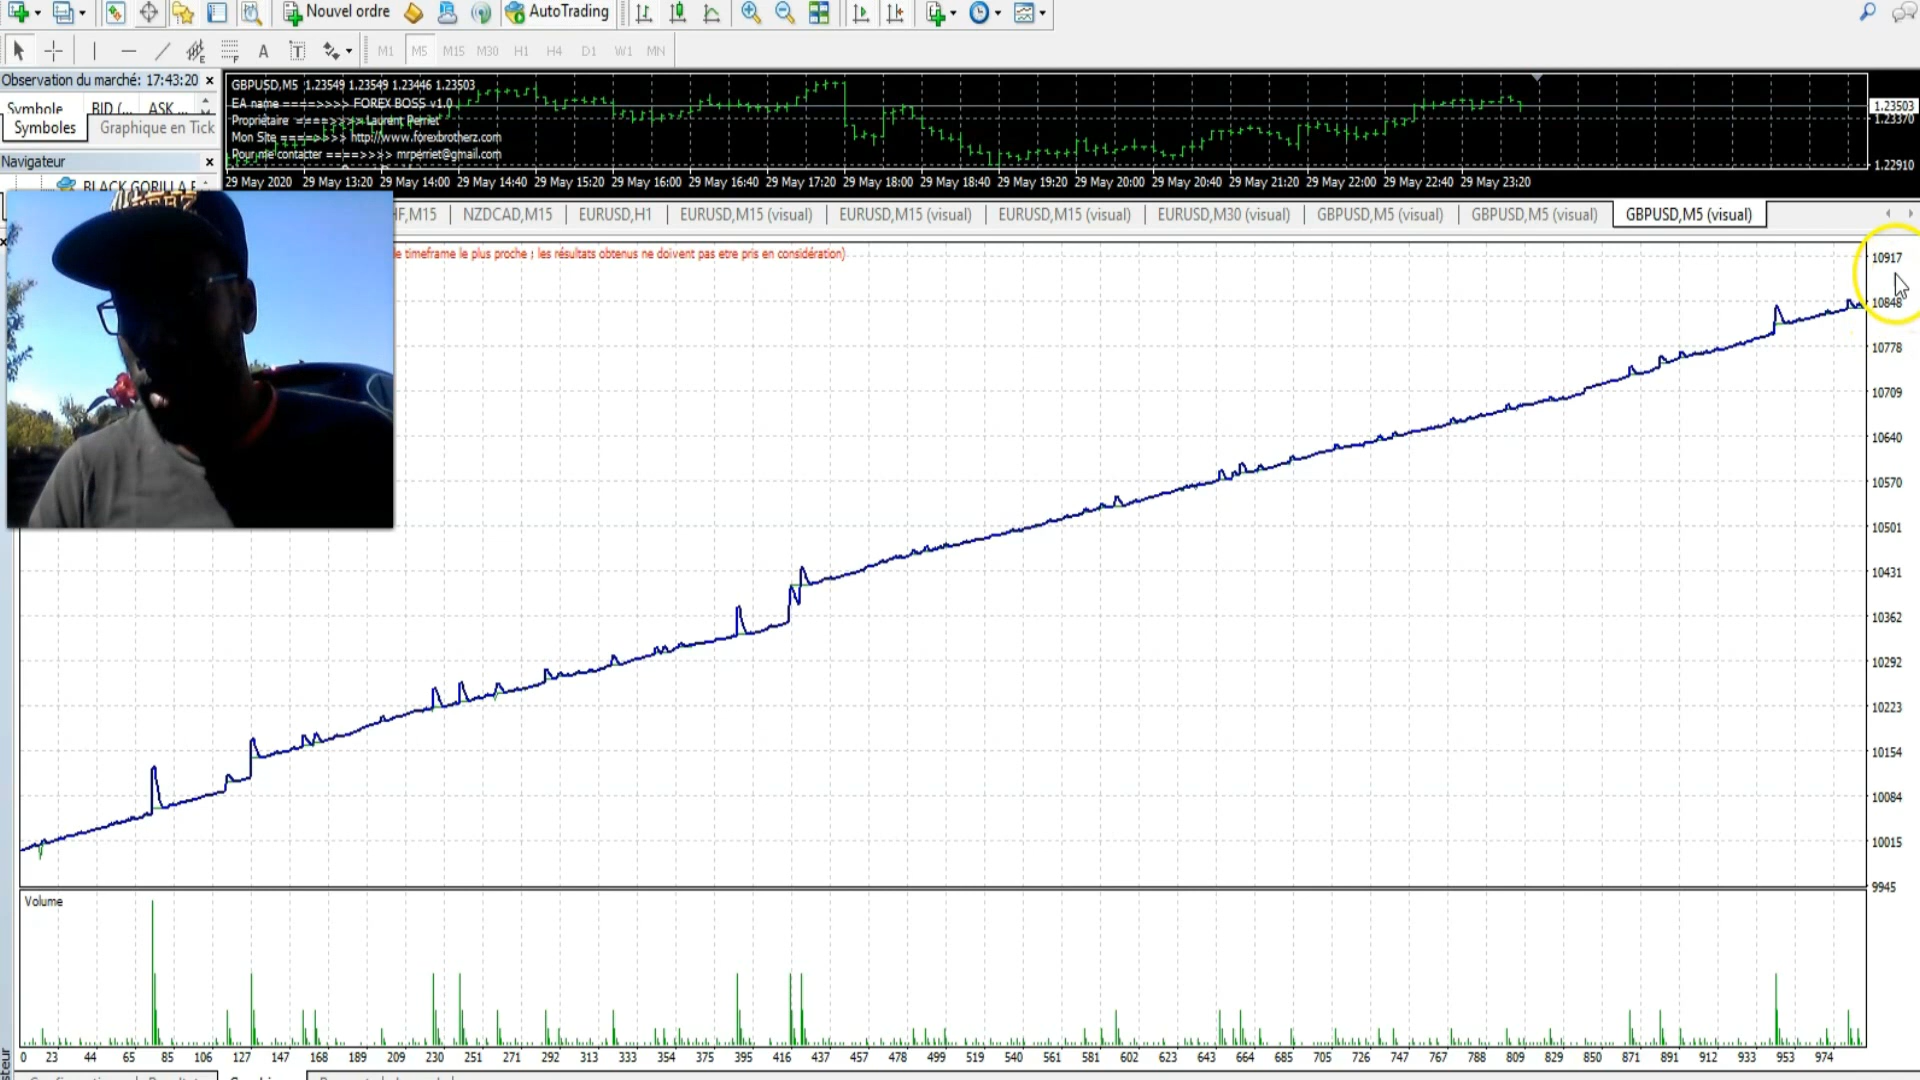 Nouvel ordre
AutoTrading
A
T
M1 M5 M15 M30 H1 H4 D1 W1 MN
Observation du marché: 17:43:20
Symbole BID (... ASK ...
Symboles Graphique en Tick
Navigateur
BLACK GORILLA
GBPUSD,M5 1.23549 1.23549 1.23446 1.23503
EA name ====>>>> FOREX BOSS v1.0
Propriétaire ====>>>> Laurent Perriet
Mon Site ====>>>> http://www.forexbrotherz.com
Pour me contacter ====>>>> mrperriet@gmail.com
1.23503
1.23370
1.22910
29 May 2020 29 May 13:20 29 May 14:00 29 May 14:40 29 May 15:20 29 May 16:00 29 May 16:40 29 May 17:20 29 May 18:00 29 May 18:40 29 May 19:20 29 May 20:00 29 May 20:40 29 May 21:20 29 May 22:00 29 May 22:40 29 May 23:20
HF,M15 NZDCAD,M15 EURUSD,H1 EURUSD,M15 (visual) EURUSD,M15 (visual) EURUSD,M15 (visual) EURUSD,M30 (visual) GBPUSD,M5 (visual) GBPUSD,M5 (visual) GBPUSD,M5 (visual)
le timeframe le plus proche ; les résultats obtenus ne doivent pas etre pris en considération)
10917
10848
10778
10709
10640
10570
10501
10431
10362
10292
10223
10154
10084
10015
9945
Volume
0 23 44 65 85 106 127 147 168 189 209 230 251 271 292 313 333 354 375 395 416 437 457 478 499 519 540 561 581 602 623 643 664 685 705 726 747 767 788 809 829 850 871 891 912 933 953 974